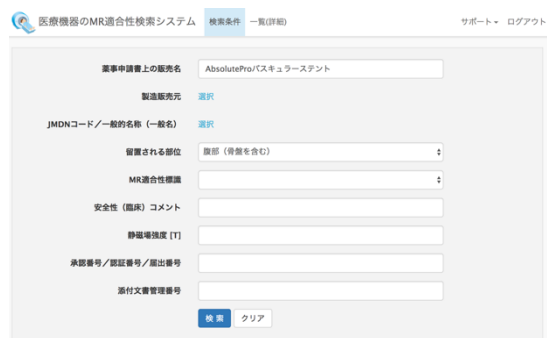 医療機器のMR適合性検索システム 検索条件 一覧(詳細) サポート ログアウト
薬事申請書上の販売名 AbsoluteProバスキュラーステント
製造販売元 選択
JMDNコード／一般的名称（一般名） 選択
留置される部位 腹部（骨盤を含む）
MR適合性標識
安全性（臨床）コメント
静磁場強度 [T]
承認番号／認証番号／届出番号
添付文書管理番号
検 索 クリア